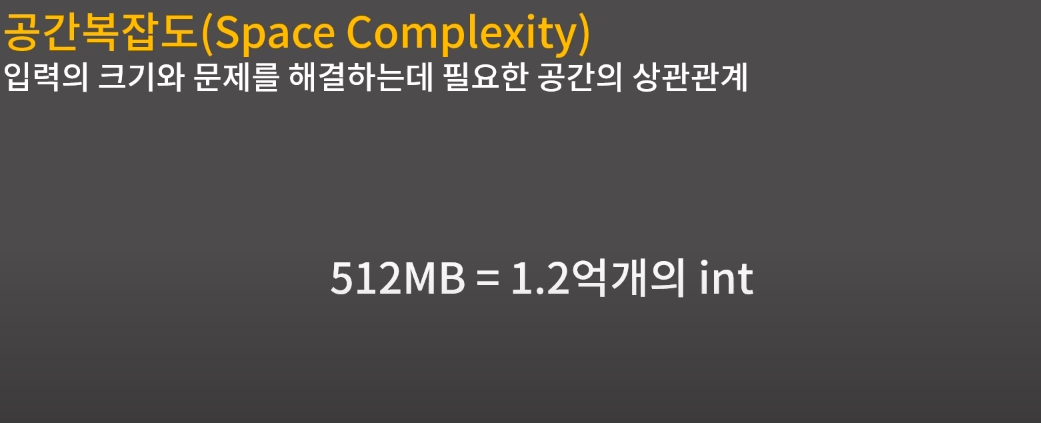 공간복잡도(Space Complexity)
입력의 크기와 문제를 해결하는데 필요한 공간의 상관관계
512MB = 1.2억개의 int